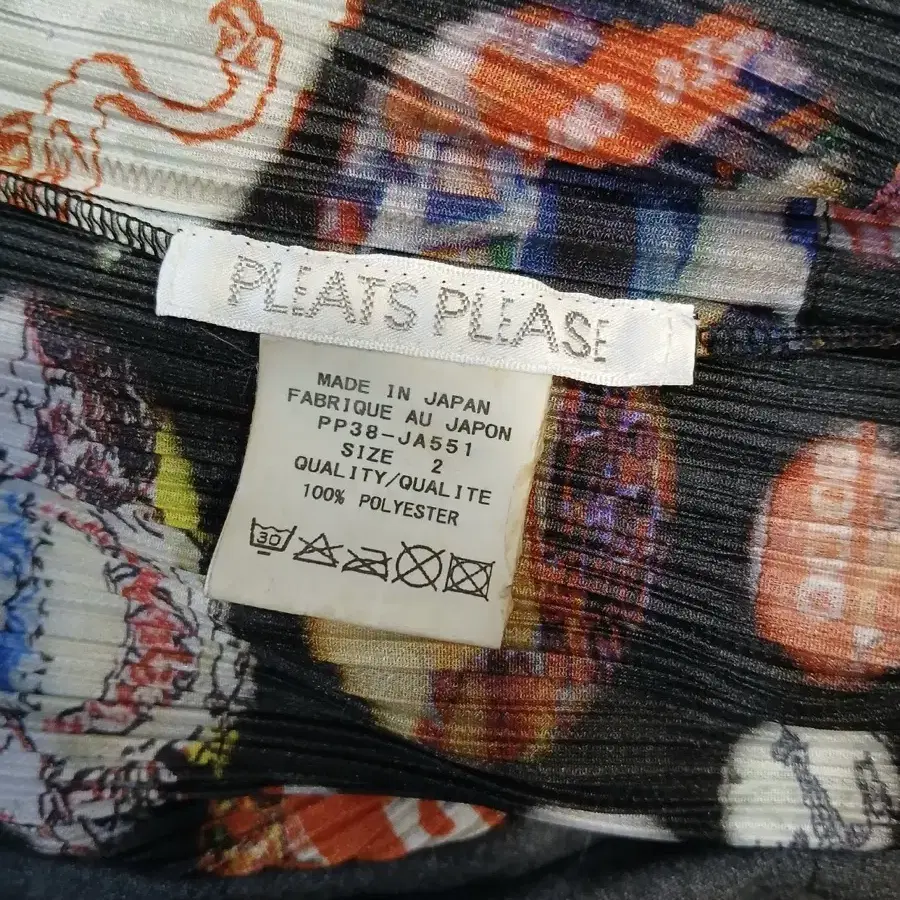 PLEATS PLEASE
MADE IN JAPAN
FABRIQUE AU JAPON
PP38-JA551
SIZE 2
QUALITY/QUALITE
100% POLYESTER
30